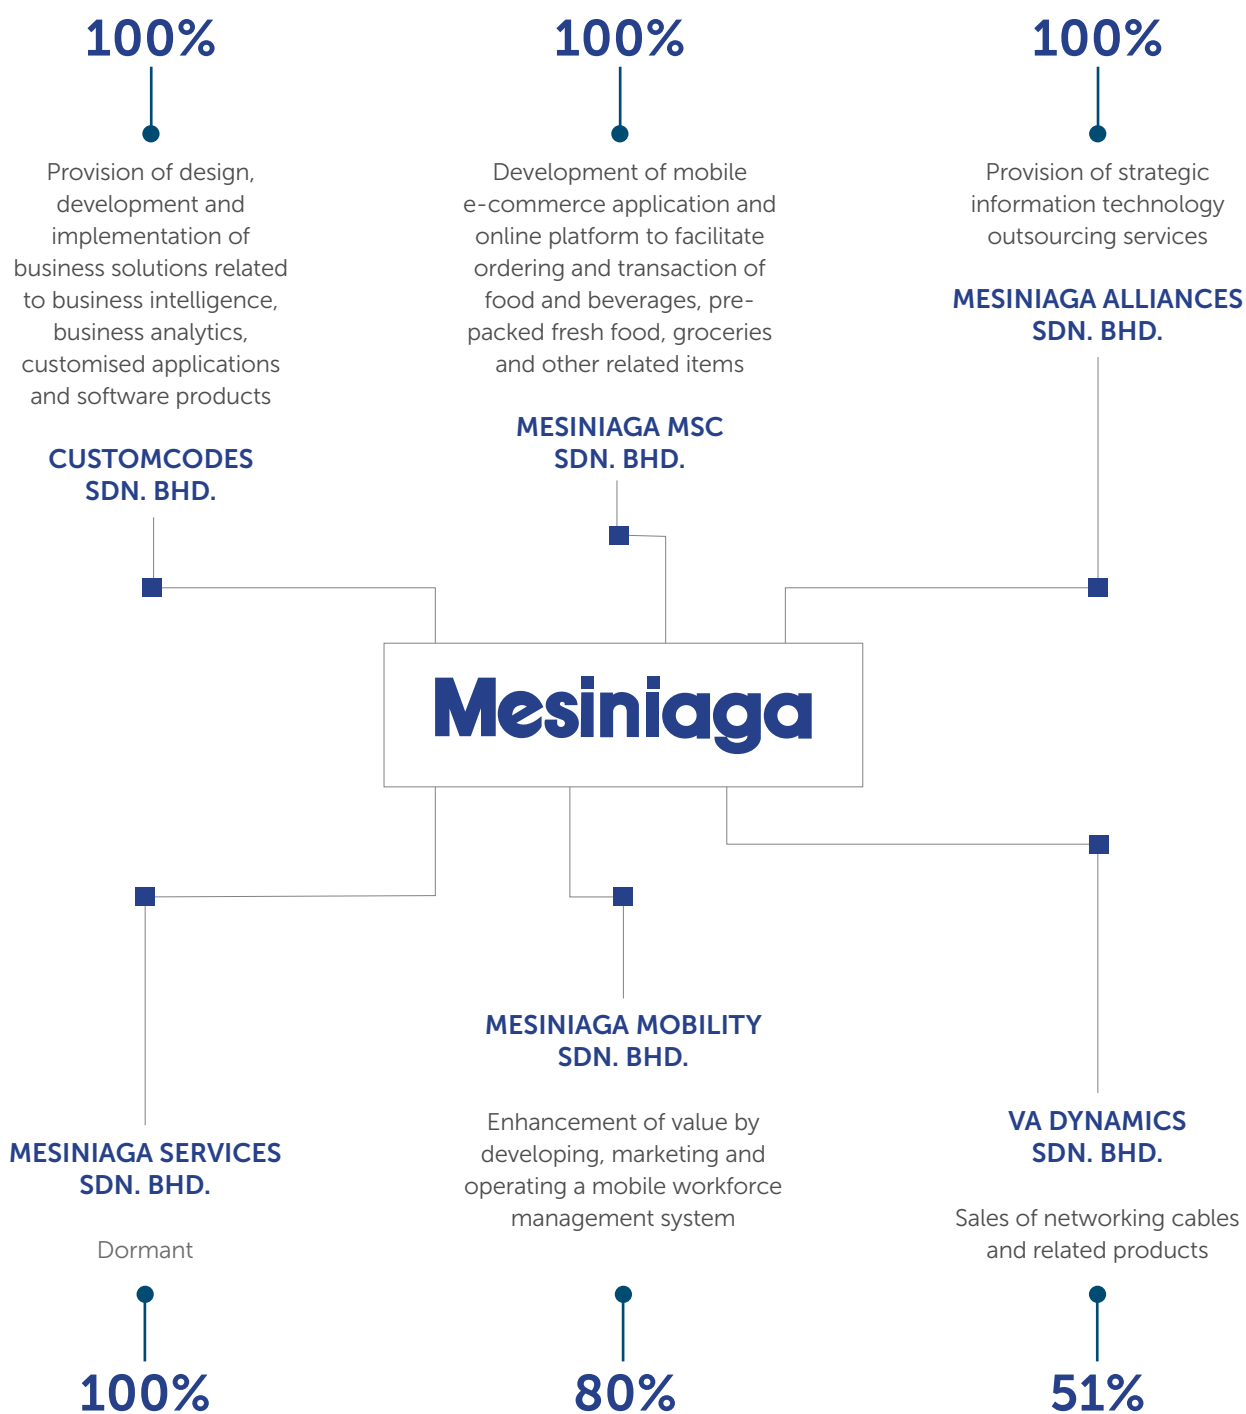 100%
Provision of design,
development and
implementation of
business solutions related
to business intelligence,
business analytics,
customised applications
and software products
CUSTOMCODES
SDN. BHD.
100%
Development of mobile
e-commerce application and
online platform to facilitate
ordering and transaction of
food and beverages, pre-
packed fresh food, groceries
and other related items
MESINIAGA MSC
SDN. BHD.
100%
Provision of strategic
information technology
outsourcing services
MESINIAGA ALLIANCES
SDN. BHD.
Mesiniaga
MESINIAGA SERVICES
SDN. BHD.
Dormant
100%
MESINIAGA MOBILITY
SDN. BHD.
Enhancement of value by
developing, marketing and
operating a mobile workforce
management system
80%
VA DYNAMICS
SDN. BHD.
Sales of networking cables
and related products
51%